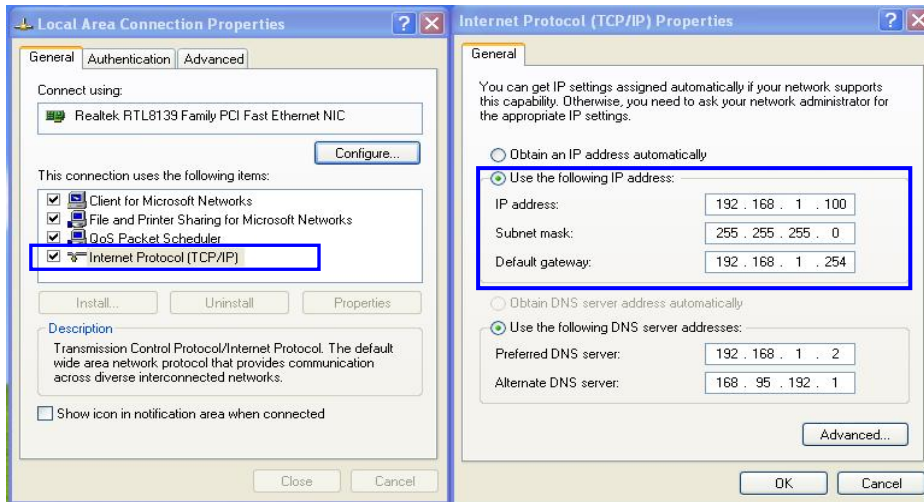 Local Area Connection Properties
General
Authentication
Advanced
Connect using:
Realtek RTL8139 Family PCI Fast Ethernet NIC
Configure...
This connection uses the following items:
Client for Microsoft Networks
File and Printer Sharing for Microsoft Networks
QoS Packet Scheduler
Internet Protocol (TCP/IP)
Install...
Uninstall
Properties
Description
Transmission Control Protocol/Internet Protocol. The default
wide area network protocol that provides communication
across diverse interconnected networks.
Show icon in notification area when connected
Close
Cancel
Internet Protocol (TCP/IP) Properties
General
You can get IP settings assigned automatically if your network supports
this capability. Otherwise, you need to ask your network administrator for
the appropriate IP settings.
Obtain an IP address automatically
Use the following IP address:
IP address: 192 . 168 . 1 . 100
Subnet mask: 255 . 255 . 255 . 0
Default gateway: 192 . 168 . 1 . 254
Obtain DNS server address automatically
Use the following DNS server addresses:
Preferred DNS server: 192 . 168 . 1 . 2
Alternate DNS server: 168 . 95 . 192 . 1
Advanced...
OK
Cancel